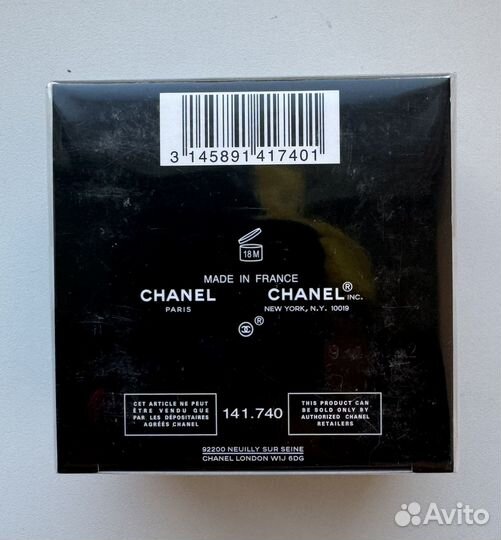 3 145891 417401
18M
MADE IN FRANCE
CHANEL
PARIS
CHANEL® INC.
NEW YORK, N.Y. 10019
®
CET ARTICLE NE PEUT
ÊTRE VENDU QUE
PAR LES DÉPOSITAIRES
AGRÉÉS CHANEL
141.740
THIS PRODUCT CAN
BE SOLD ONLY BY
AUTHORIZED CHANEL
RETAILERS
92200 NEUILLY SUR SEINE
CHANEL LONDON W1J 6DG
Avito